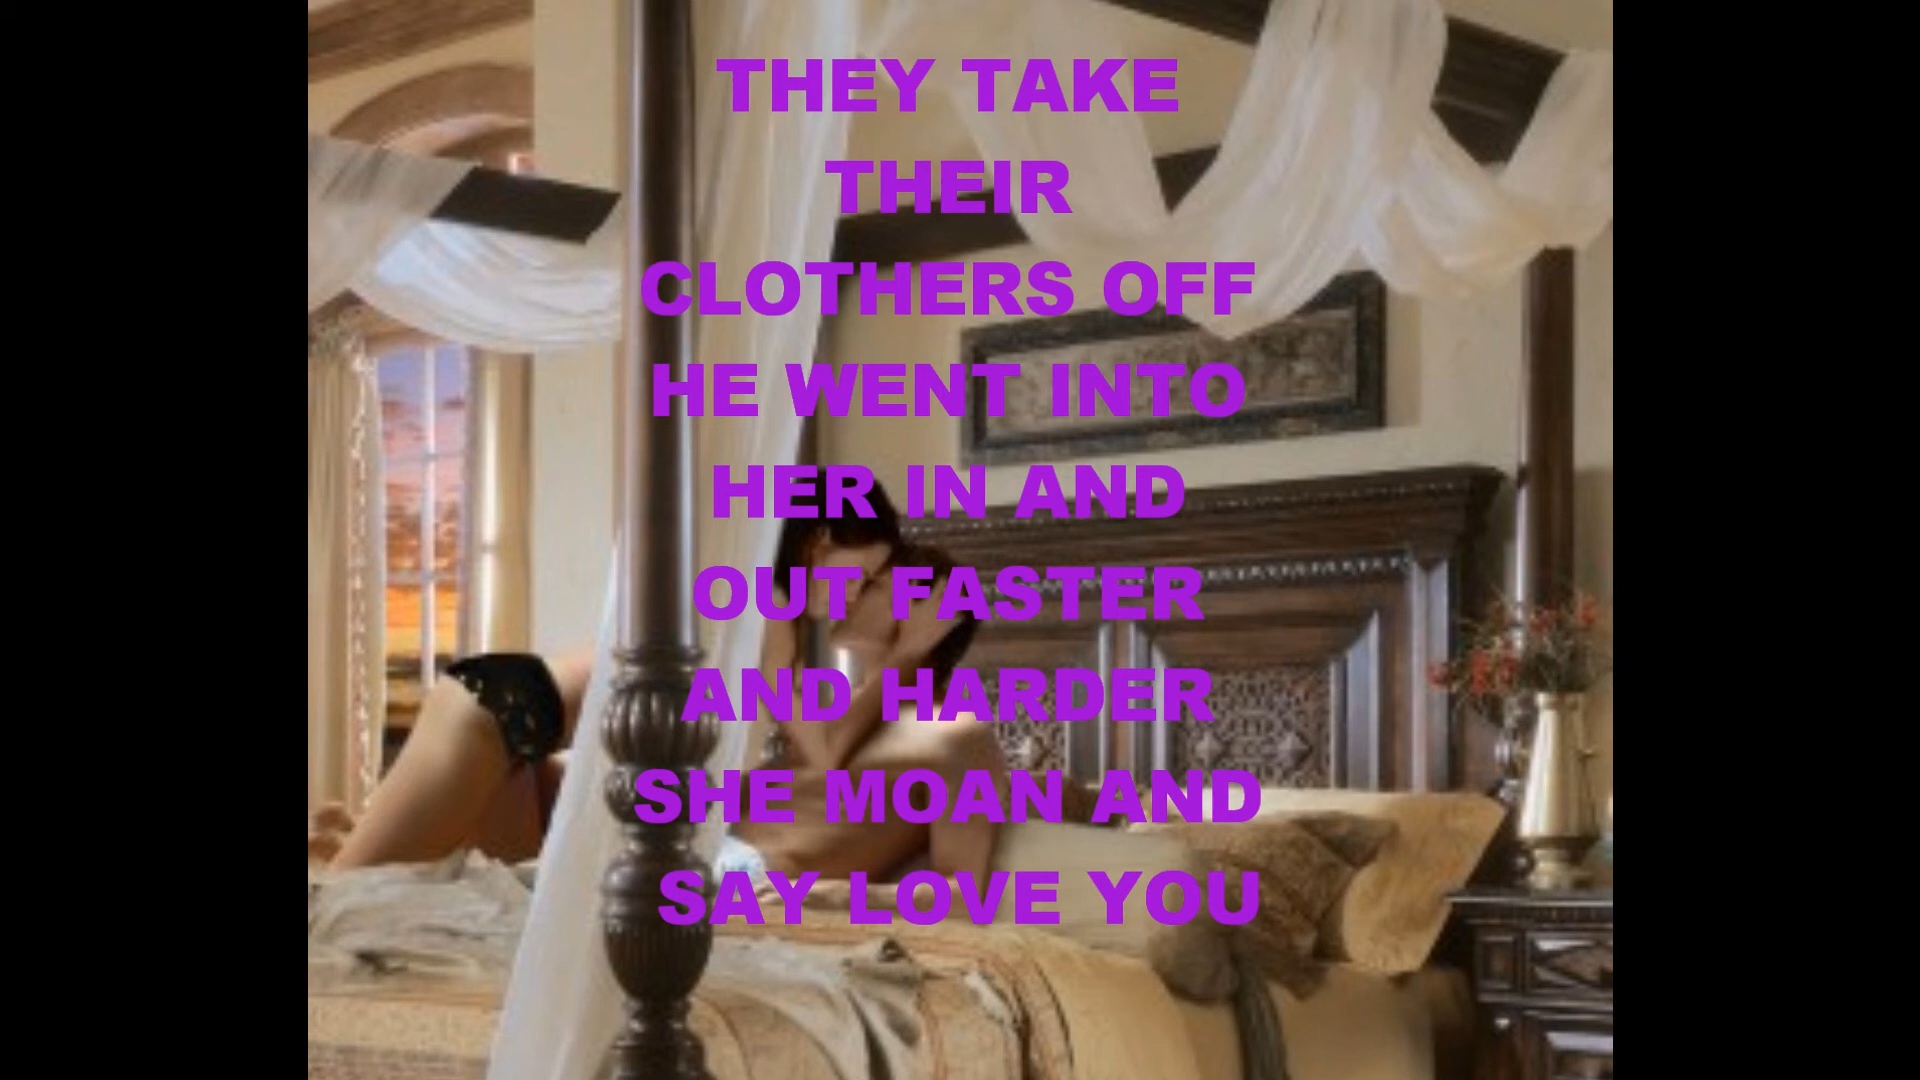 THEY TAKE
THEIR
CLOTHERS OFF
HE WENT INTO
HER IN AND
OUT FASTER
AND HARDER
SHE MOAN AND
SAY LOVE YOU